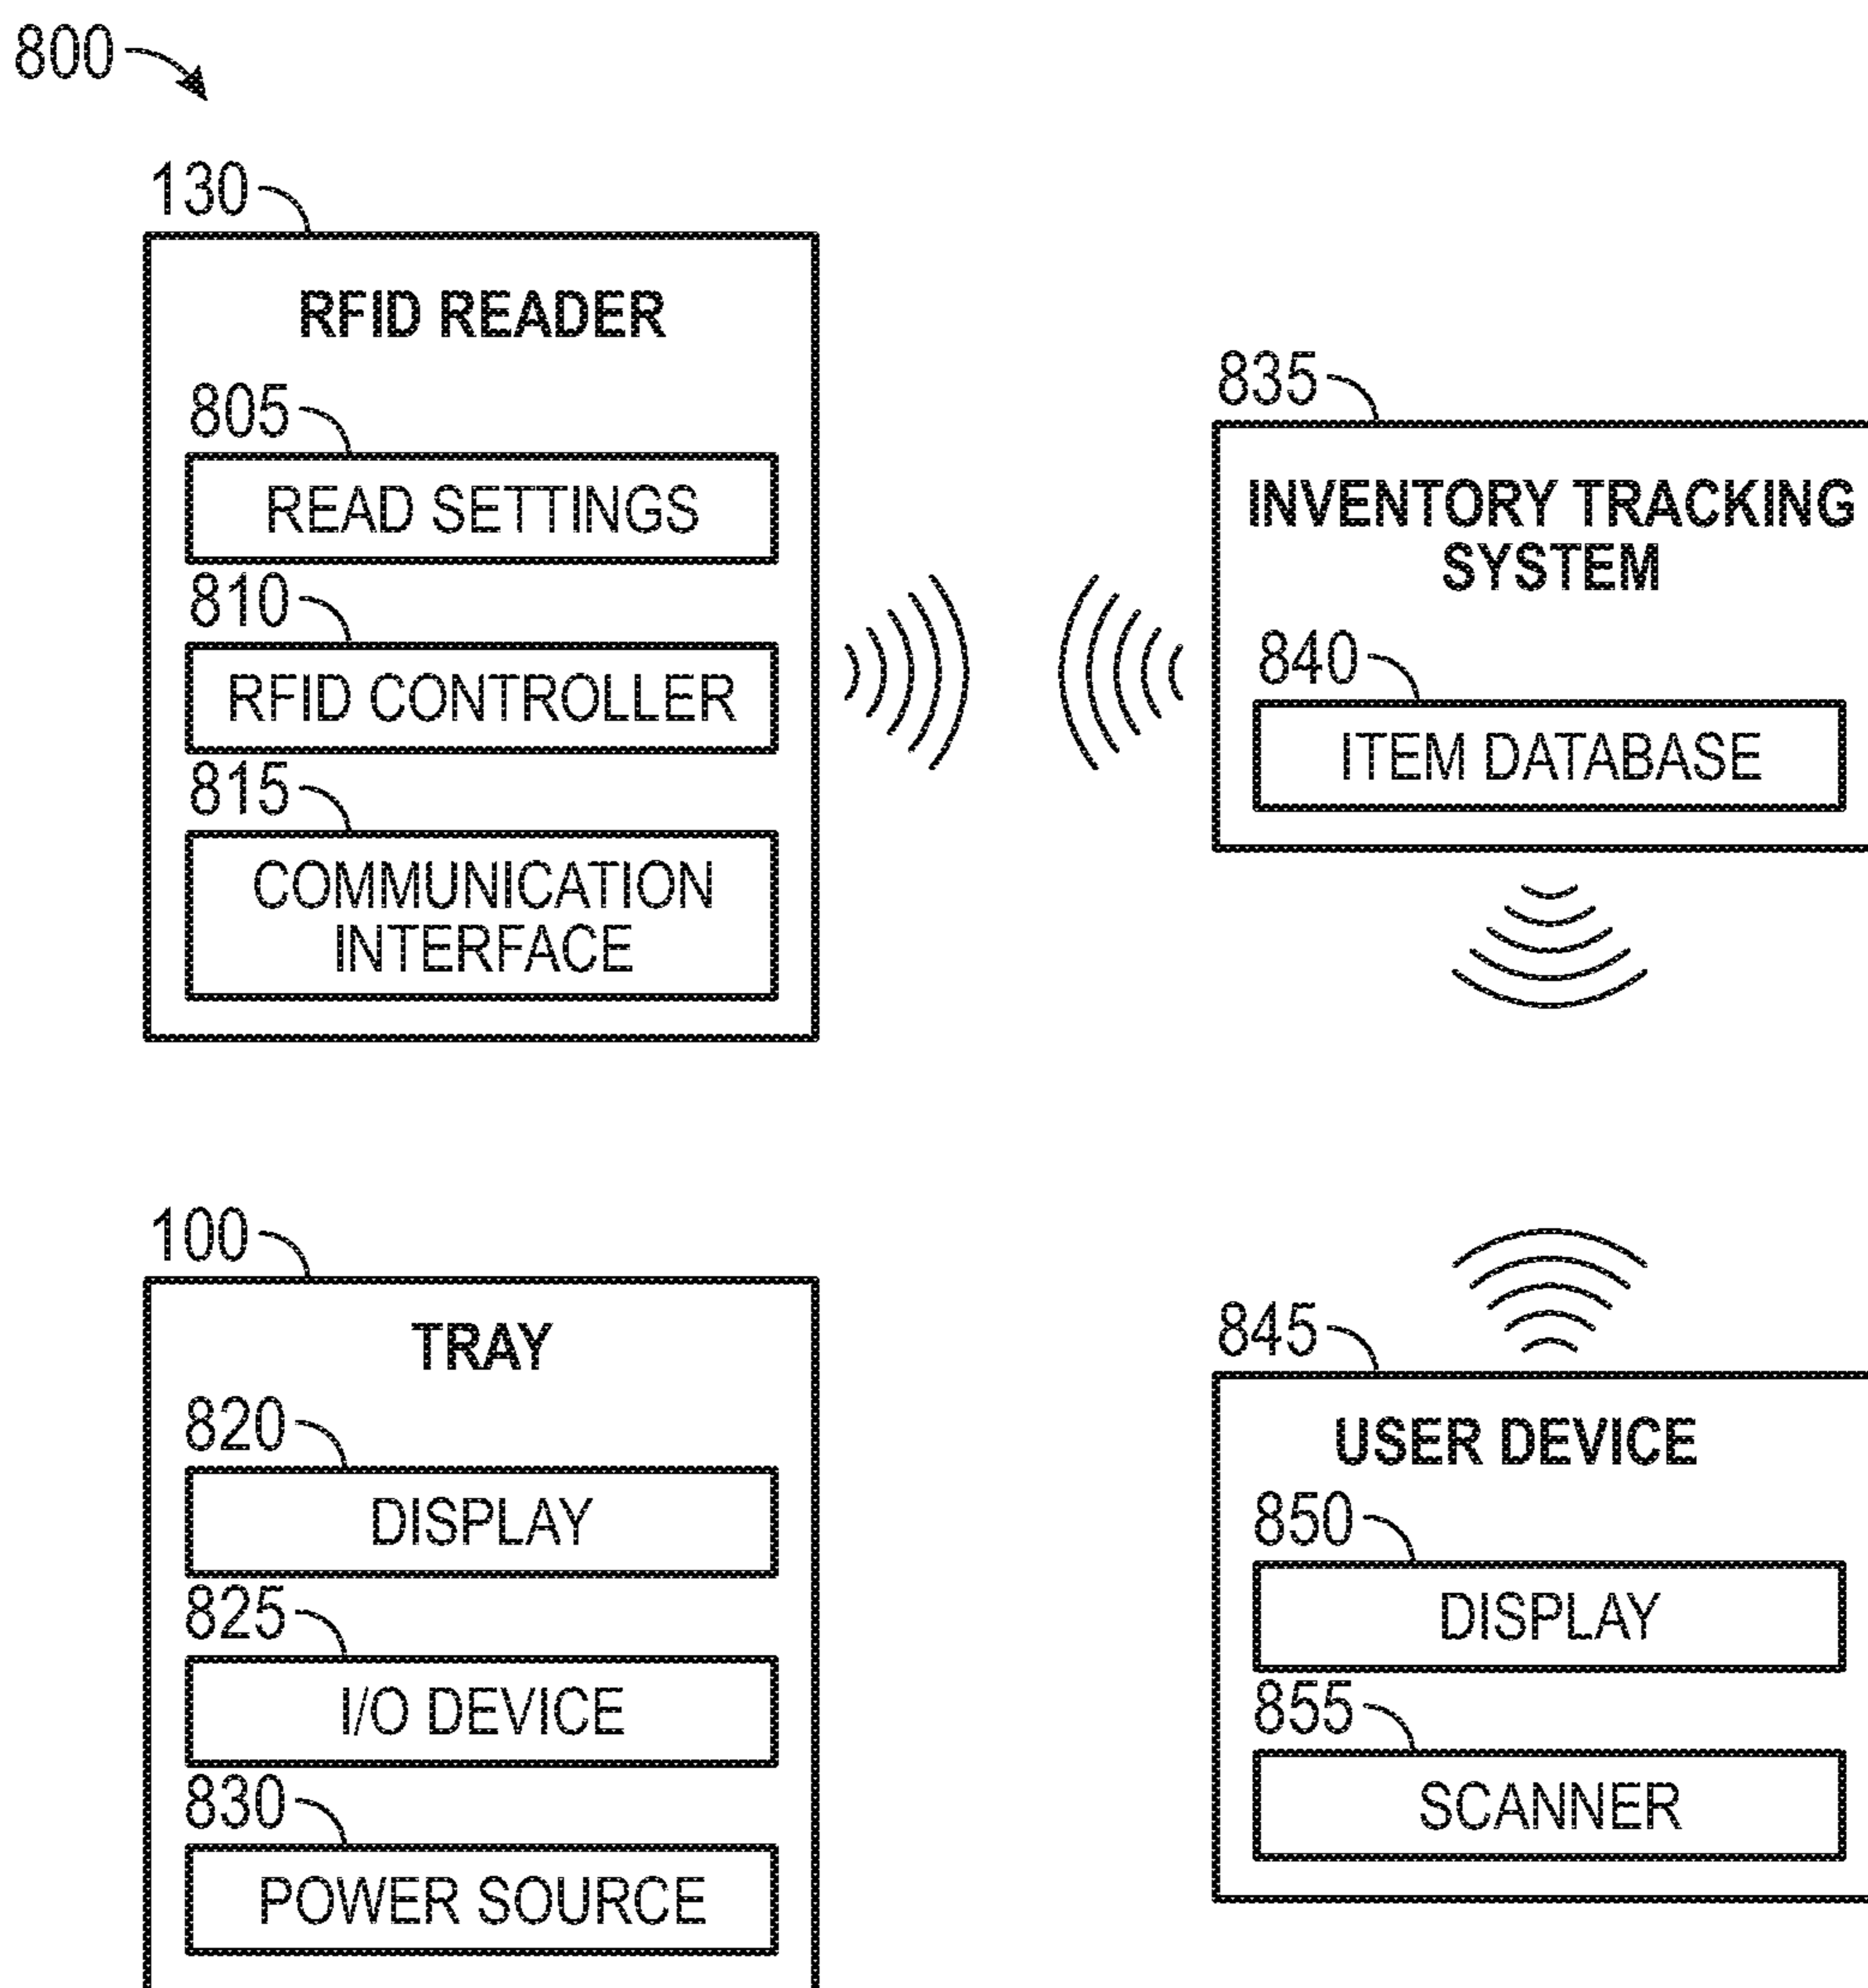 800
130
RFID READER
805
READ SETTINGS
810
RFID CONTROLLER
815
COMMUNICATION
INTERFACE
835
INVENTORY TRACKING
SYSTEM
840
ITEM DATABASE
100
TRAY
820
DISPLAY
825
I/O DEVICE
830
POWER SOURCE
845
USER DEVICE
850
DISPLAY
855
SCANNER